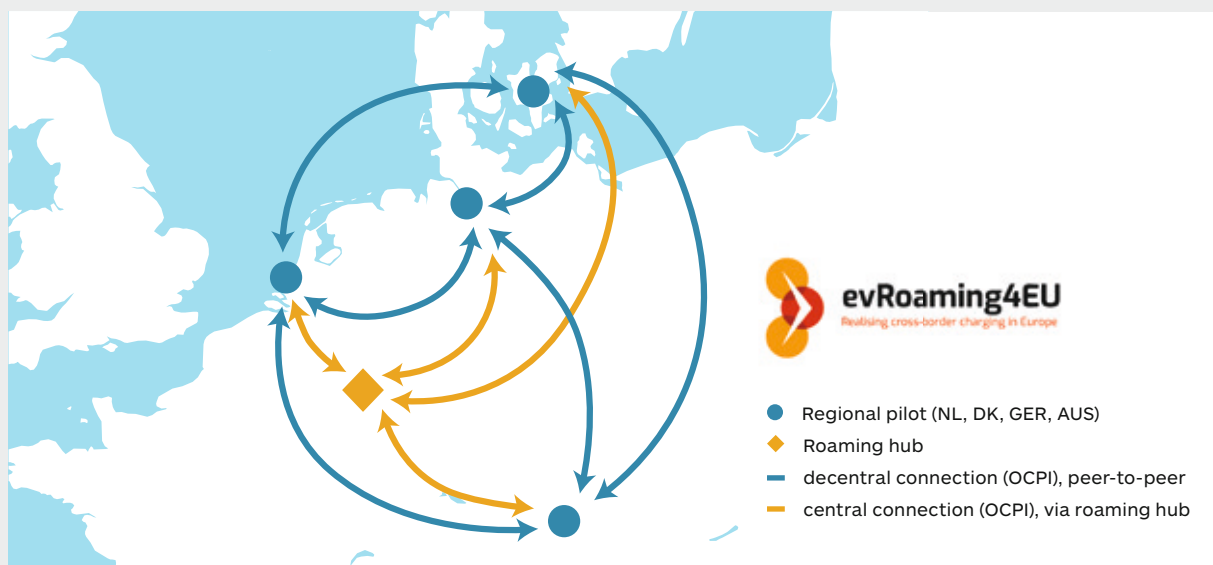 evRoaming4EU
Realising cross-border charging in Europe
Regional pilot (NL, DK, GER, AUS)
Roaming hub
decentral connection (OCPI), peer-to-peer
central connection (OCPI), via roaming hub